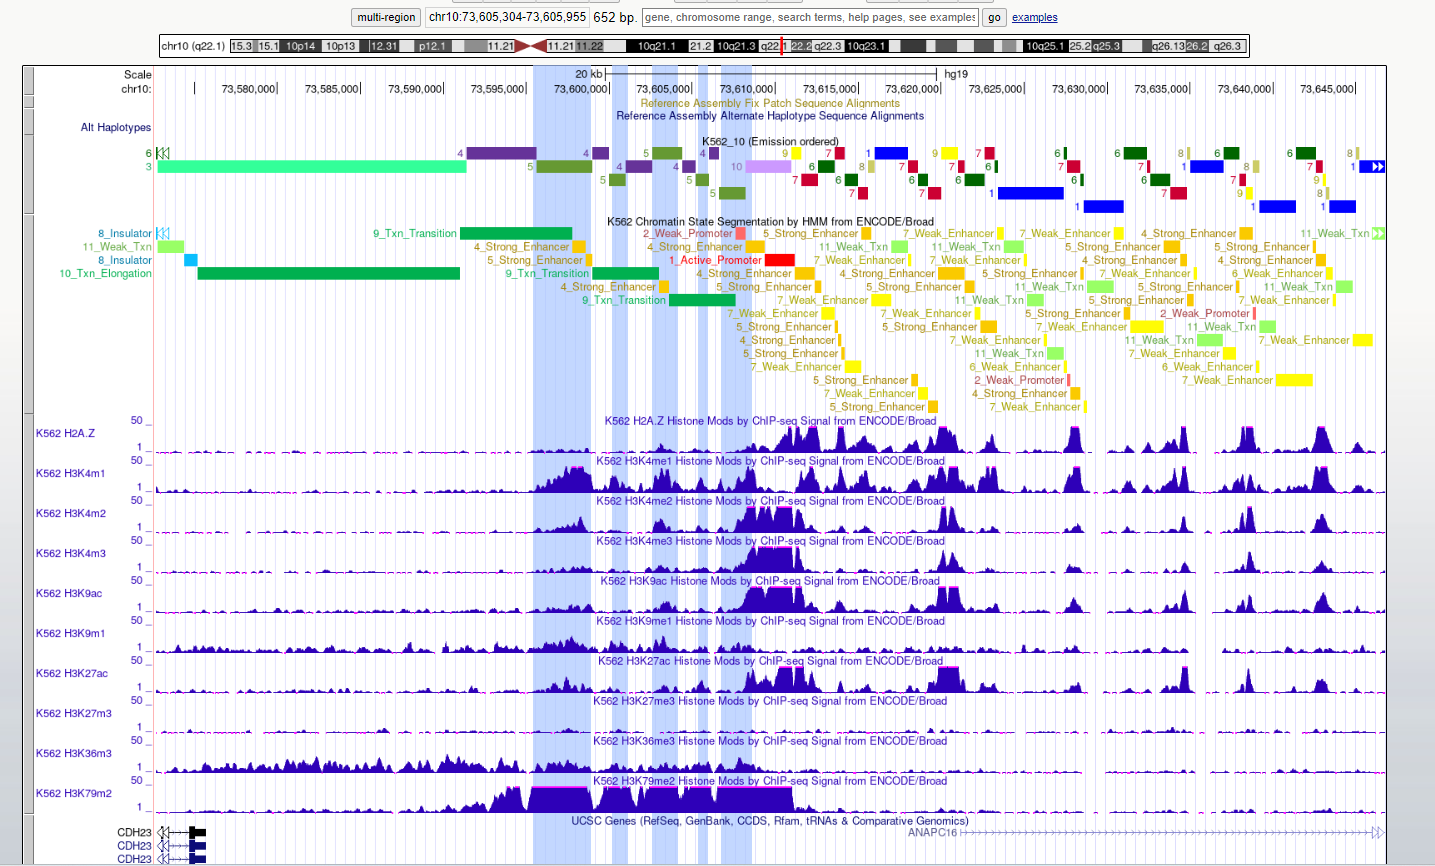 multi-region chr10:73,605,304-73,605,955 652 bp. gene, chromosome range, search terms, help pages, see examples go examples
chr10 (q22.1) 15.3 15.1 10p14 10p13 12.31 p12.1 11.21 11.21 11.22 10q21.1 21.2 10q21.3 q22.1 22.2 q22.3 10q23.1 10q25.1 25.2 q25.3 q26.13 26.2 q26.3
Scale 20 kb hg19
chr10: 73,580,000 73,585,000 73,590,000 73,595,000 73,600,000 73,605,000 73,610,000 73,615,000 73,620,000 73,625,000 73,630,000 73,635,000 73,640,000 73,645,000
Reference Assembly Fix Patch Sequence Alignments
Reference Assembly Alternate Haplotype Sequence Alignments
Alt Haplotypes
K562_10 (Emission ordered)
6 4 4 5 4 9 7 1 9 7 6 6 8 6 6 8
3 5 4 4 10 6 8 7 7 7 7 1 8 7 1
5 5 7 6 6 6 6 6 7 9
5 7 7 1 7 9 8
1 1 1
K562 Chromatin State Segmentation by HMM from ENCODE/Broad
8_Insulator 9_Txn_Transition 2_Weak_Promoter 5_Strong_Enhancer 7_Weak_Enhancer 7_Weak_Enhancer 4_Strong_Enhancer 11_Weak_Txn
11_Weak_Txn 4_Strong_Enhancer 4_Strong_Enhancer 11_Weak_Txn 11_Weak_Txn 5_Strong_Enhancer 5_Strong_Enhancer
8_Insulator 5_Strong_Enhancer 1_Active_Promoter 7_Weak_Enhancer 7_Weak_Enhancer 4_Strong_Enhancer 4_Strong_Enhancer
10_Txn_Elongation 9_Txn_Transition 4_Strong_Enhancer 4_Strong_Enhancer 5_Strong_Enhancer 7_Weak_Enhancer 6_Weak_Enhancer
4_Strong_Enhancer 5_Strong_Enhancer 5_Strong_Enhancer 11_Weak_Txn 5_Strong_Enhancer 11_Weak_Txn
9_Txn_Transition 7_Weak_Enhancer 11_Weak_Txn 5_Strong_Enhancer 7_Weak_Enhancer
7_Weak_Enhancer 7_Weak_Enhancer 5_Strong_Enhancer 2_Weak_Promoter
5_Strong_Enhancer 5_Strong_Enhancer 7_Weak_Enhancer 11_Weak_Txn
4_Strong_Enhancer 7_Weak_Enhancer 11_Weak_Txn 7_Weak_Enhancer
5_Strong_Enhancer 11_Weak_Txn 7_Weak_Enhancer
7_Weak_Enhancer 6_Weak_Enhancer 6_Weak_Enhancer
5_Strong_Enhancer 2_Weak_Promoter 7_Weak_Enhancer
7_Weak_Enhancer 4_Strong_Enhancer
5_Strong_Enhancer 7_Weak_Enhancer
50 _ K562 H2A.Z Histone Mods by ChIP-seq Signal from ENCODE/Broad
K562 H2A.Z
1 _
50 _ K562 H3K4me1 Histone Mods by ChIP-seq Signal from ENCODE/Broad
K562 H3K4m1
1 _
50 _ K562 H3K4me2 Histone Mods by ChIP-seq Signal from ENCODE/Broad
K562 H3K4m2
1 _
50 _ K562 H3K4me3 Histone Mods by ChIP-seq Signal from ENCODE/Broad
K562 H3K4m3
1 _
50 _ K562 H3K9ac Histone Mods by ChIP-seq Signal from ENCODE/Broad
K562 H3K9ac
1 _
50 _ K562 H3K9me1 Histone Mods by ChIP-seq Signal from ENCODE/Broad
K562 H3K9m1
1 _
50 _ K562 H3K27ac Histone Mods by ChIP-seq Signal from ENCODE/Broad
K562 H3K27ac
1 _
50 _ K562 H3K27me3 Histone Mods by ChIP-seq Signal from ENCODE/Broad
K562 H3K27m3
1 _
50 _ K562 H3K36me3 Histone Mods by ChIP-seq Signal from ENCODE/Broad
K562 H3K36m3
1 _
50 _ K562 H3K79me2 Histone Mods by ChIP-seq Signal from ENCODE/Broad
K562 H3K79m2
1 _
UCSC Genes (RefSeq, GenBank, CCDS, Rfam, tRNAs & Comparative Genomics)
CDH23 ANAPC16
CDH23
CDH23